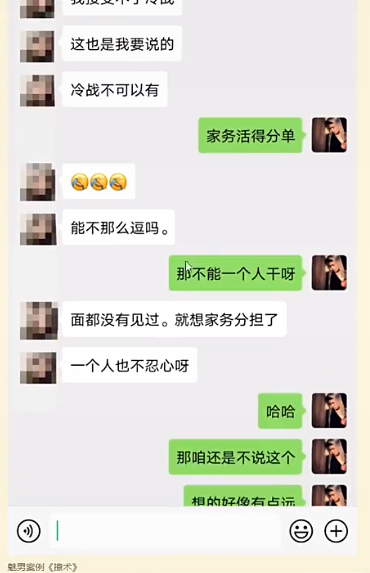 我接受不了冷战
这也是我要说的
冷战不可以有
家务活得分单
能不那么逗吗。
那不能一个人干呀
面都没有见过。就想家务分担了
一个人也不忍心呀
哈哈
那咱还是不说这个
想的好像有点远
魅男案例《撩术》